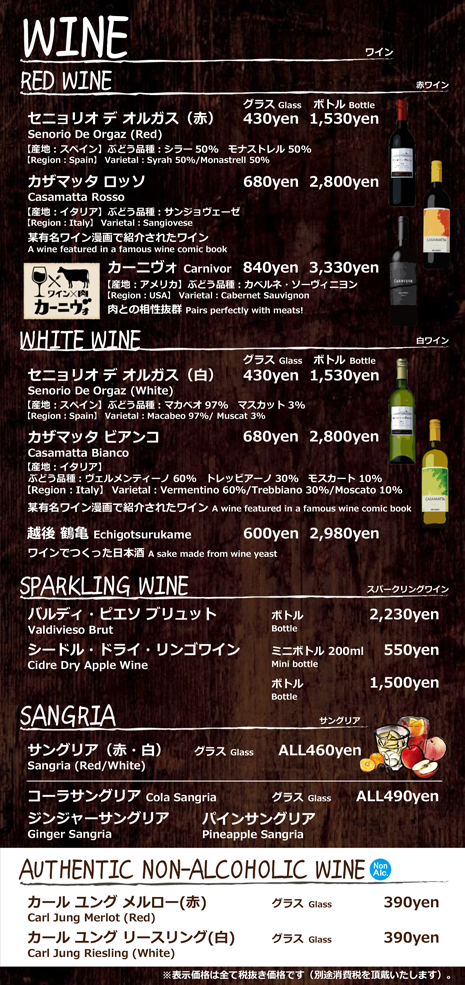 WINE
ワイン
RED WINE
赤ワイン
グラス Glass ボトル Bottle
セニョリオ デ オルガス（赤） 430yen 1,530yen
Senorio De Orgaz (Red)
【産地：スペイン】ぶどう品種：シラー 50% モナストレル 50%
【Region：Spain】 Varietal：Syrah 50%/Monastrell 50%
カザマッタ ロッソ 680yen 2,800yen
Casamatta Rosso
【産地：イタリア】ぶどう品種：サンジョヴェーゼ
【Region：Italy】 Varietal：Sangiovese
某有名ワイン漫画で紹介されたワイン
A wine featured in a famous wine comic book
ワイン×肉
カーニヴォ
カーニヴォ Carnivor 840yen 3,330yen
【産地：アメリカ】ぶどう品種：カベルネ・ソーヴィニヨン
【Region：USA】 Varietal：Cabernet Sauvignon
肉との相性抜群 Pairs perfectly with meats!
WHITE WINE
白ワイン
グラス Glass ボトル Bottle
セニョリオ デ オルガス（白） 430yen 1,530yen
Senorio De Orgaz (White)
【産地：スペイン】ぶどう品種：マカベオ 97% マスカット 3%
【Region：Spain】 Varietal：Macabeo 97%/ Muscat 3%
カザマッタ ビアンコ 680yen 2,800yen
Casamatta Bianco
【産地：イタリア】
ぶどう品種：ヴェルメンティーノ 60% トレッビアーノ 30% モスカート 10%
【Region：Italy】 Varietal：Vermentino 60%/Trebbiano 30%/Moscato 10%
某有名ワイン漫画で紹介されたワイン A wine featured in a famous wine comic book
越後 鶴亀 Echigotsurukame 600yen 2,980yen
ワインでつくった日本酒 A sake made from wine yeast
SPARKLING WINE
スパークリングワイン
バルディ・ビエソ ブリュット ボトル 2,230yen
Valdivieso Brut Bottle
シードル・ドライ・リンゴワイン ミニボトル 200ml 550yen
Cidre Dry Apple Wine Mini bottle
ボトル 1,500yen
Bottle
SANGRIA
サングリア
サングリア（赤・白） グラス Glass ALL460yen
Sangria (Red/White)
コーラサングリア Cola Sangria グラス Glass ALL490yen
ジンジャーサングリア パインサングリア
Ginger Sangria Pineapple Sangria
AUTHENTIC NON-ALCOHOLIC WINE Non Alc.
カール ユング メルロー(赤) グラス Glass 390yen
Carl Jung Merlot (Red)
カール ユング リースリング(白) グラス Glass 390yen
Carl Jung Riesling (White)
※表示価格は全て税抜き価格です（別途消費税を頂戴いたします）。